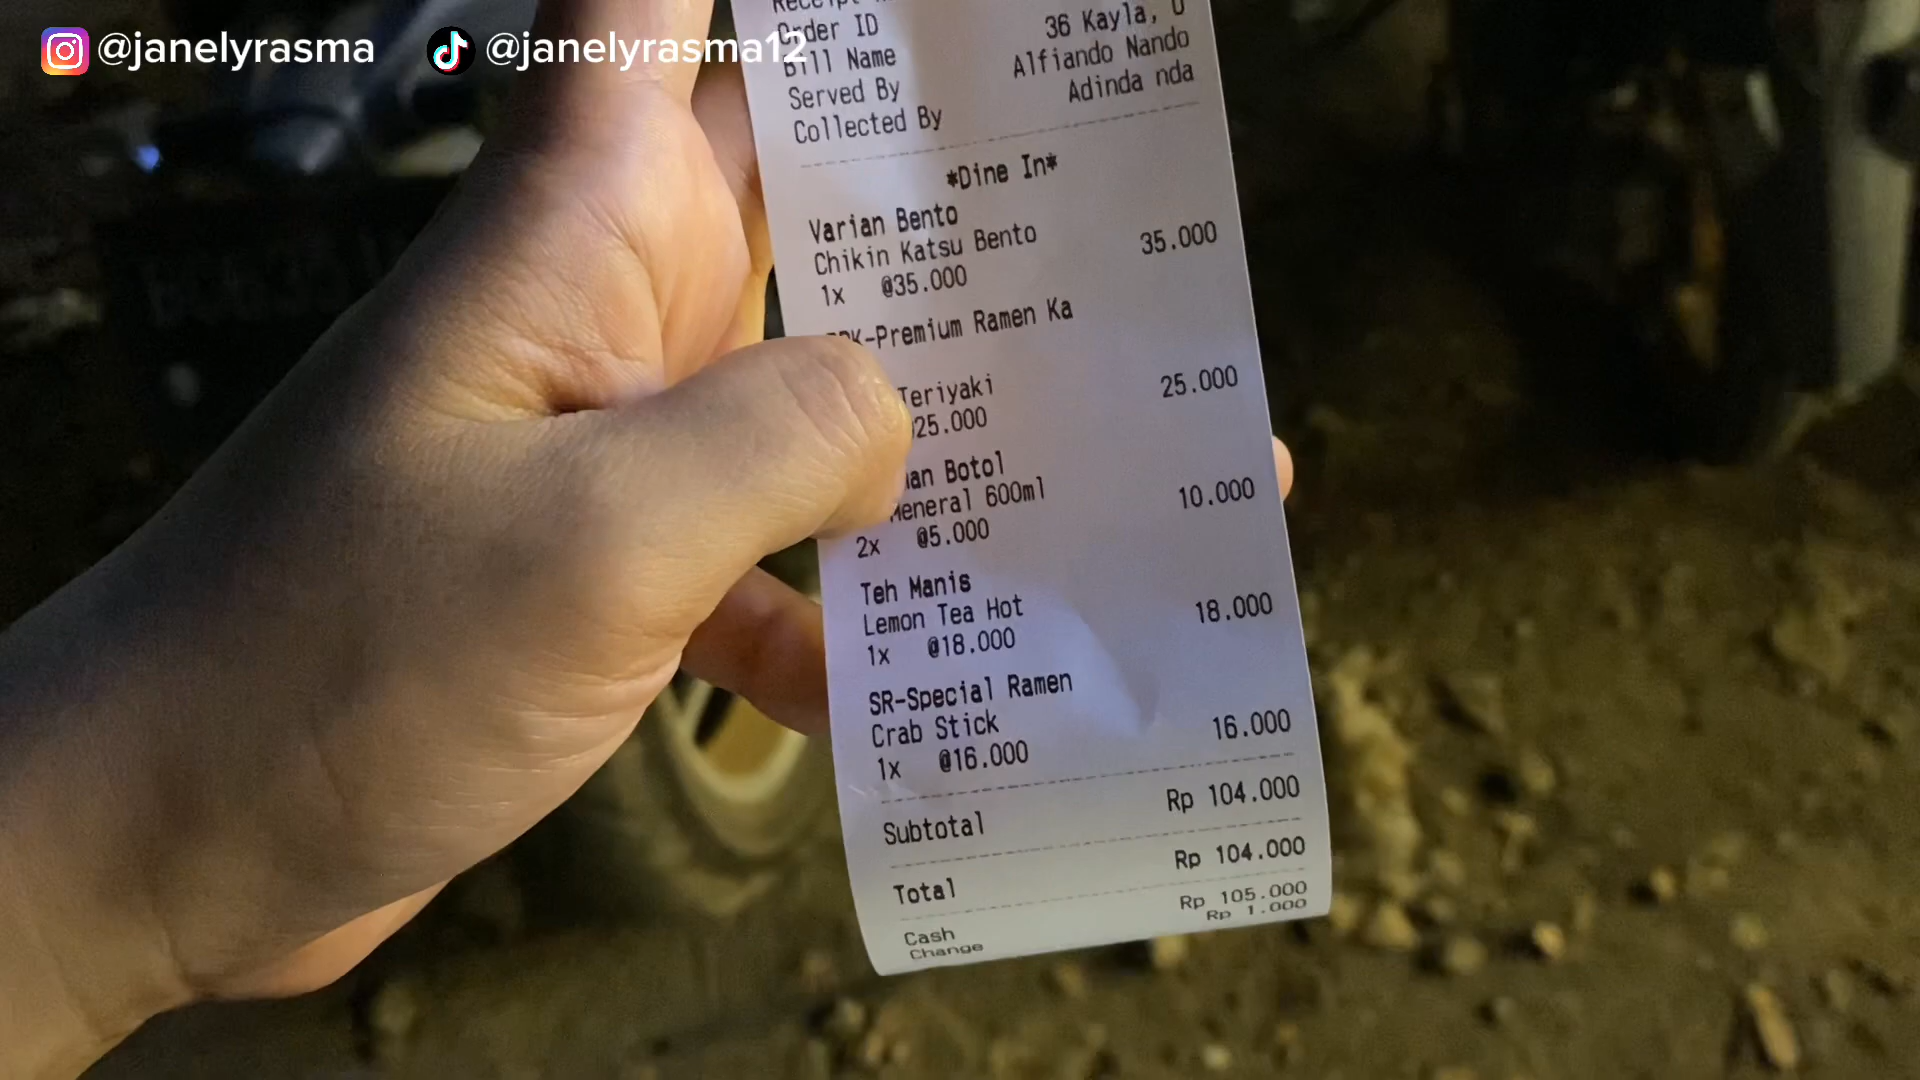 @janelyrasma @janelyrasma12
Order ID
Bill Name 36 Kayla,
Served By Alfiando Nando
Collected By Adinda nda
*Dine In*
Varian Bento
Chikin Katsu Bento 35.000
1x @35.000
-Premium Ramen Ka
Teriyaki 25.000
25.000
Botol
600ml 10.000
2x @5.000
Teh Manis
Lemon Tea Hot 18.000
1x @18.000
SR-Special Ramen
Crab Stick 16.000
1x @16.000
Subtotal Rp 104.000
Total Rp 104.000
Cash Rp 105.000
Change Rp 1.000